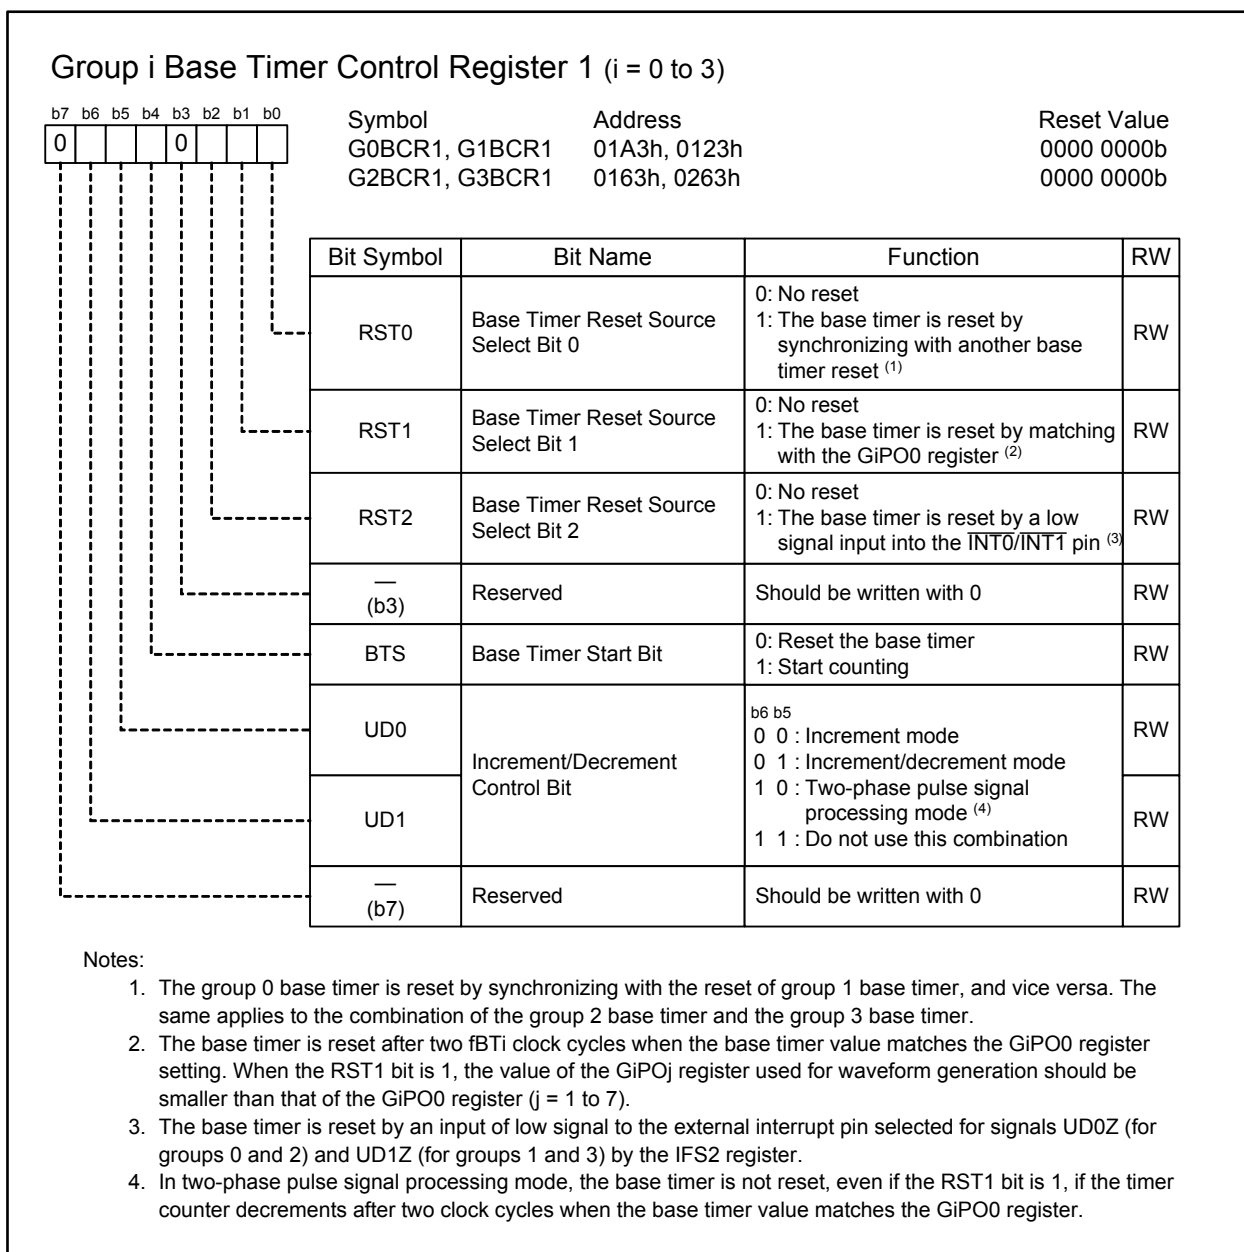 Group i Base Timer Control Register 1 (i = 0 to 3)
b7 b6 b5 b4 b3 b2 b1 b0
0 0
Symbol Address Reset Value
G0BCR1, G1BCR1 01A3h, 0123h 0000 0000b
G2BCR1, G3BCR1 0163h, 0263h 0000 0000b
Bit Symbol Bit Name Function RW
RST0
Base Timer Reset Source
Select Bit 0
0: No reset
1: The base timer is reset by
synchronizing with another base
timer reset (1)
RW
RST1
Base Timer Reset Source
Select Bit 1
0: No reset
1: The base timer is reset by matching
with the GiPO0 register (2)
RW
RST2
Base Timer Reset Source
Select Bit 2
0: No reset
1: The base timer is reset by a low
signal input into the INT0/INT1 pin (3)
RW
—
(b3)
Reserved
Should be written with 0
RW
BTS
Base Timer Start Bit
0: Reset the base timer
1: Start counting
RW
UD0
UD1
Increment/Decrement
Control Bit
b6 b5
0 0 : Increment mode
0 1 : Increment/decrement mode
1 0 : Two-phase pulse signal
processing mode (4)
1 1 : Do not use this combination
RW
RW
—
(b7)
Reserved
Should be written with 0
RW
Notes:
1. The group 0 base timer is reset by synchronizing with the reset of group 1 base timer, and vice versa. The
same applies to the combination of the group 2 base timer and the group 3 base timer.
2. The base timer is reset after two fBTi clock cycles when the base timer value matches the GiPO0 register
setting. When the RST1 bit is 1, the value of the GiPOj register used for waveform generation should be
smaller than that of the GiPO0 register (j = 1 to 7).
3. The base timer is reset by an input of low signal to the external interrupt pin selected for signals UD0Z (for
groups 0 and 2) and UD1Z (for groups 1 and 3) by the IFS2 register.
4. In two-phase pulse signal processing mode, the base timer is not reset, even if the RST1 bit is 1, if the timer
counter decrements after two clock cycles when the base timer value matches the GiPO0 register.